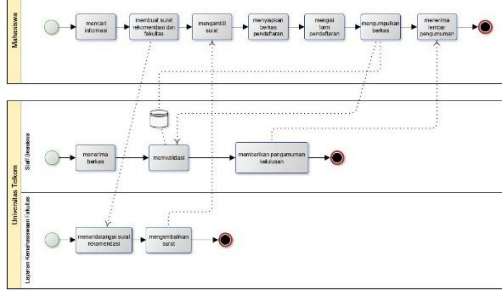 Mahasiswa
mencari
informasi
membuat surat
rekomendasi dari
fakultas
mengambil
surat
menyiapkan
berkas
pendaftaran
mengisi
form
pendaftaran
mengumpulkan
berkas
menerima
lembar
pengumuman
Universitas Telkom
Staff Beasiswa
menerima
berkas
memvalidasi
memberikan pengumuman
kelulusan
Layanan Kemahasiswaan Fakultas
menandatangai surat
rekomendasi
mengembalikan
surat